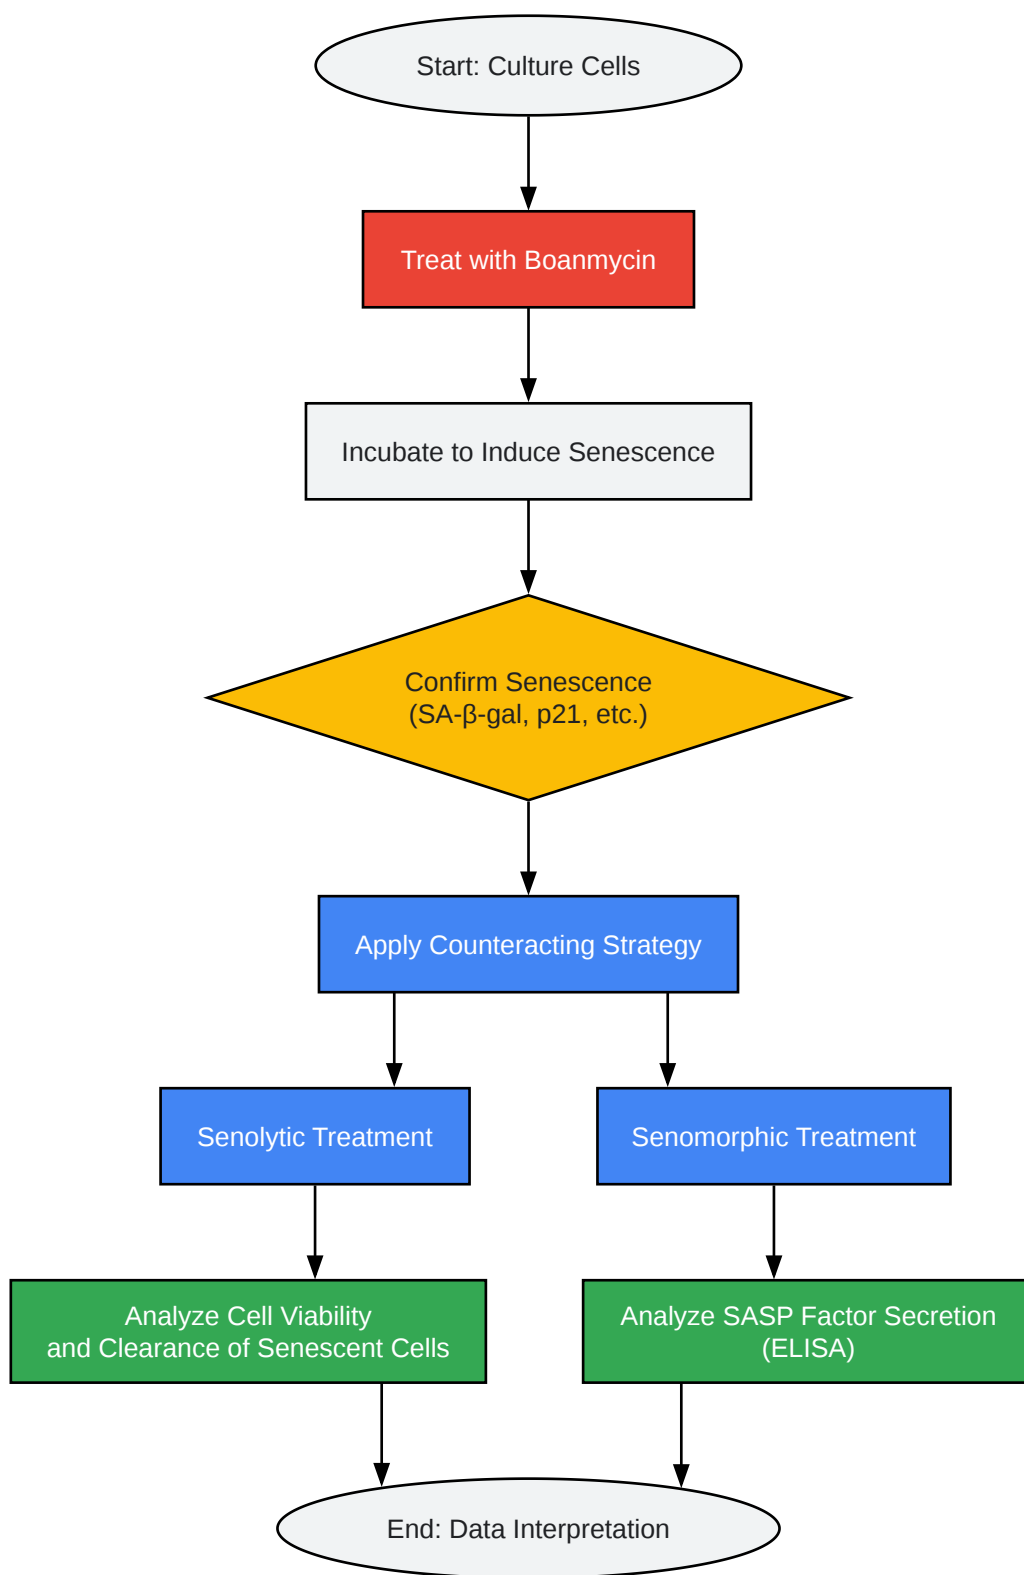 Start: Culture Cells
Treat with Boanmycin
Incubate to Induce Senescence
Confirm Senescence
(SA-β-gal, p21, etc.)
Apply Counteracting Strategy
Senolytic Treatment
Senomorphic Treatment
Analyze Cell Viability
and Clearance of Senescent Cells
Analyze SASP Factor Secretion
(ELISA)
End: Data Interpretation